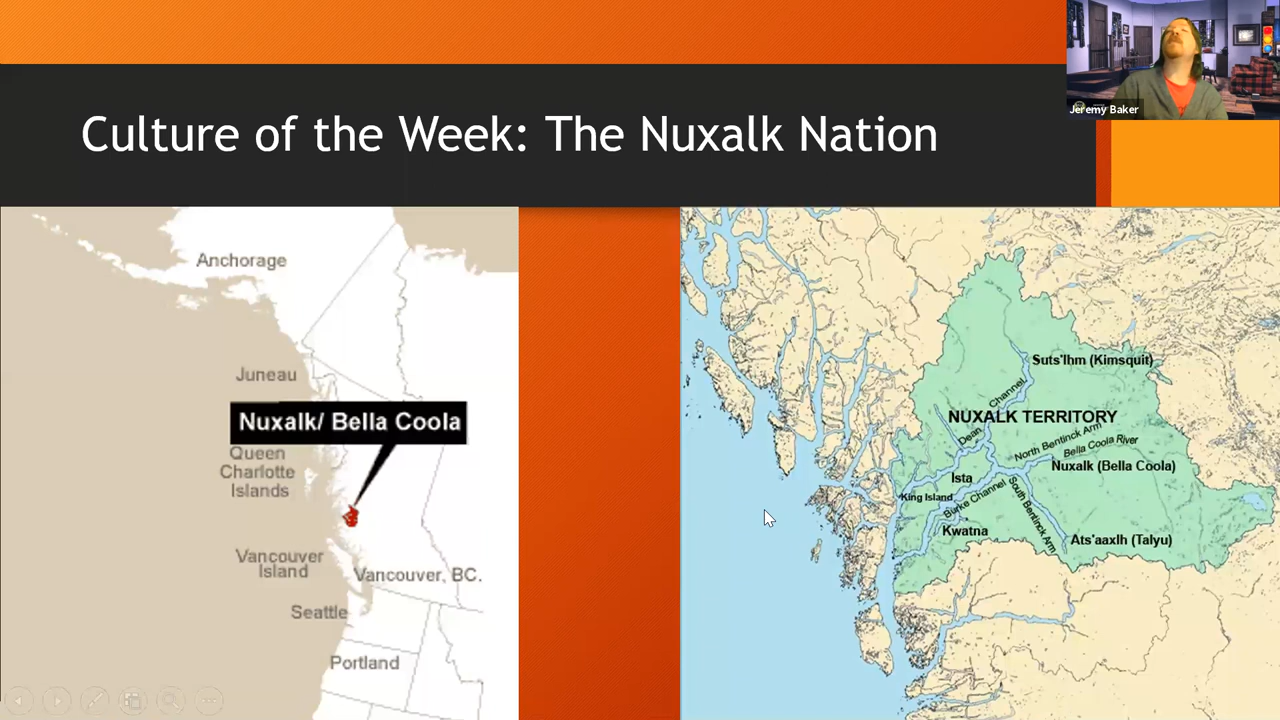 Jeremy Baker
Culture of the Week: The Nuxalk Nation
Anchorage
Juneau
Nuxalk/ Bella Coola
Queen
Charlotte
Islands
Vancouver
Island
Vancouver, BC.
Seattle
Portland
Suts'lhm (Kimsquit)
Dean Channel
NUXALK TERRITORY
North Bentinck Arm
Bella Coola River
Nuxalk (Bella Coola)
Ista
King Island
Burke Channel
South Bentinck Arm
Kwatna
Ats'aaxlh (Talyu)